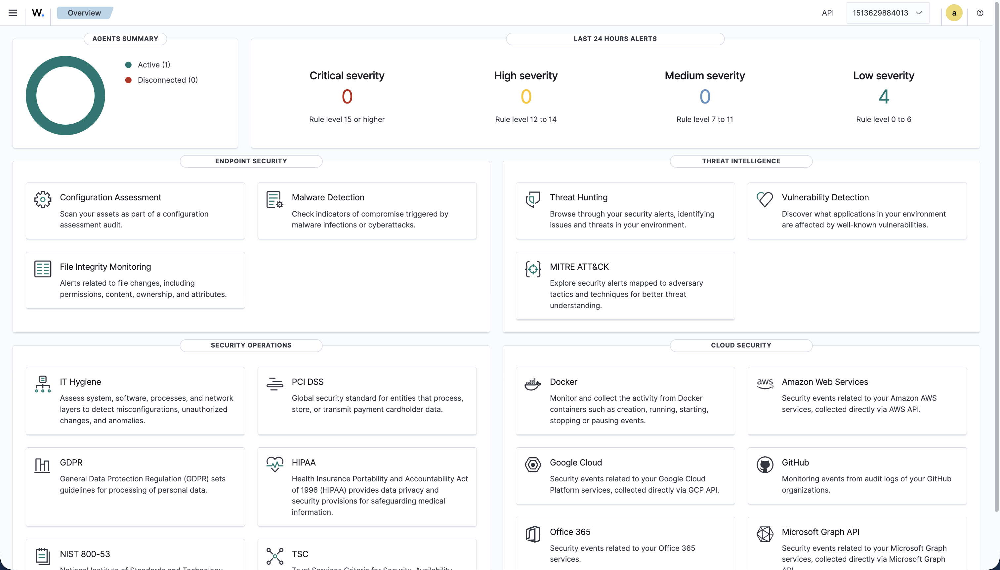 W.
Overview
API
1513629884013
a
AGENTS SUMMARY
Active (1)
Disconnected (0)
LAST 24 HOURS ALERTS
Critical severity
0
Rule level 15 or higher
High severity
0
Rule level 12 to 14
Medium severity
0
Rule level 7 to 11
Low severity
4
Rule level 0 to 6
ENDPOINT SECURITY
Configuration Assessment
Scan your assets as part of a configuration
assessment audit.
Malware Detection
Check indicators of compromise triggered by
malware infections or cyberattacks.
File Integrity Monitoring
Alerts related to file changes, including
permissions, content, ownership, and attributes.
THREAT INTELLIGENCE
Threat Hunting
Browse through your security alerts, identifying
issues and threats in your environment.
Vulnerability Detection
Discover what applications in your environment
are affected by well-known vulnerabilities.
MITRE ATT&CK
Explore security alerts mapped to adversary
tactics and techniques for better threat
understanding.
SECURITY OPERATIONS
IT Hygiene
Assess system, software, processes, and network
layers to detect misconfigurations, unauthorized
changes, and anomalies.
PCI DSS
Global security standard for entities that process,
store, or transmit payment cardholder data.
GDPR
General Data Protection Regulation (GDPR) sets
guidelines for processing of personal data.
HIPAA
Health Insurance Portability and Accountability Act
of 1996 (HIPAA) provides data privacy and
security provisions for safeguarding medical
information.
NIST 800-53
National Institute of Standards and Technology
TSC
Trust Services Criteria for Security, Availability
CLOUD SECURITY
Docker
Monitor and collect the activity from Docker
containers such as creation, running, starting,
stopping or pausing events.
aws
Amazon Web Services
Security events related to your Amazon AWS
services, collected directly via AWS API.
Google Cloud
Security events related to your Google Cloud
Platform services, collected directly via GCP API.
GitHub
Monitoring events from audit logs of your GitHub
organizations.
Office 365
Security events related to your Office 365
services.
Microsoft Graph API
Security events related to your Microsoft Graph
services, collected directly via Microsoft Graph
API